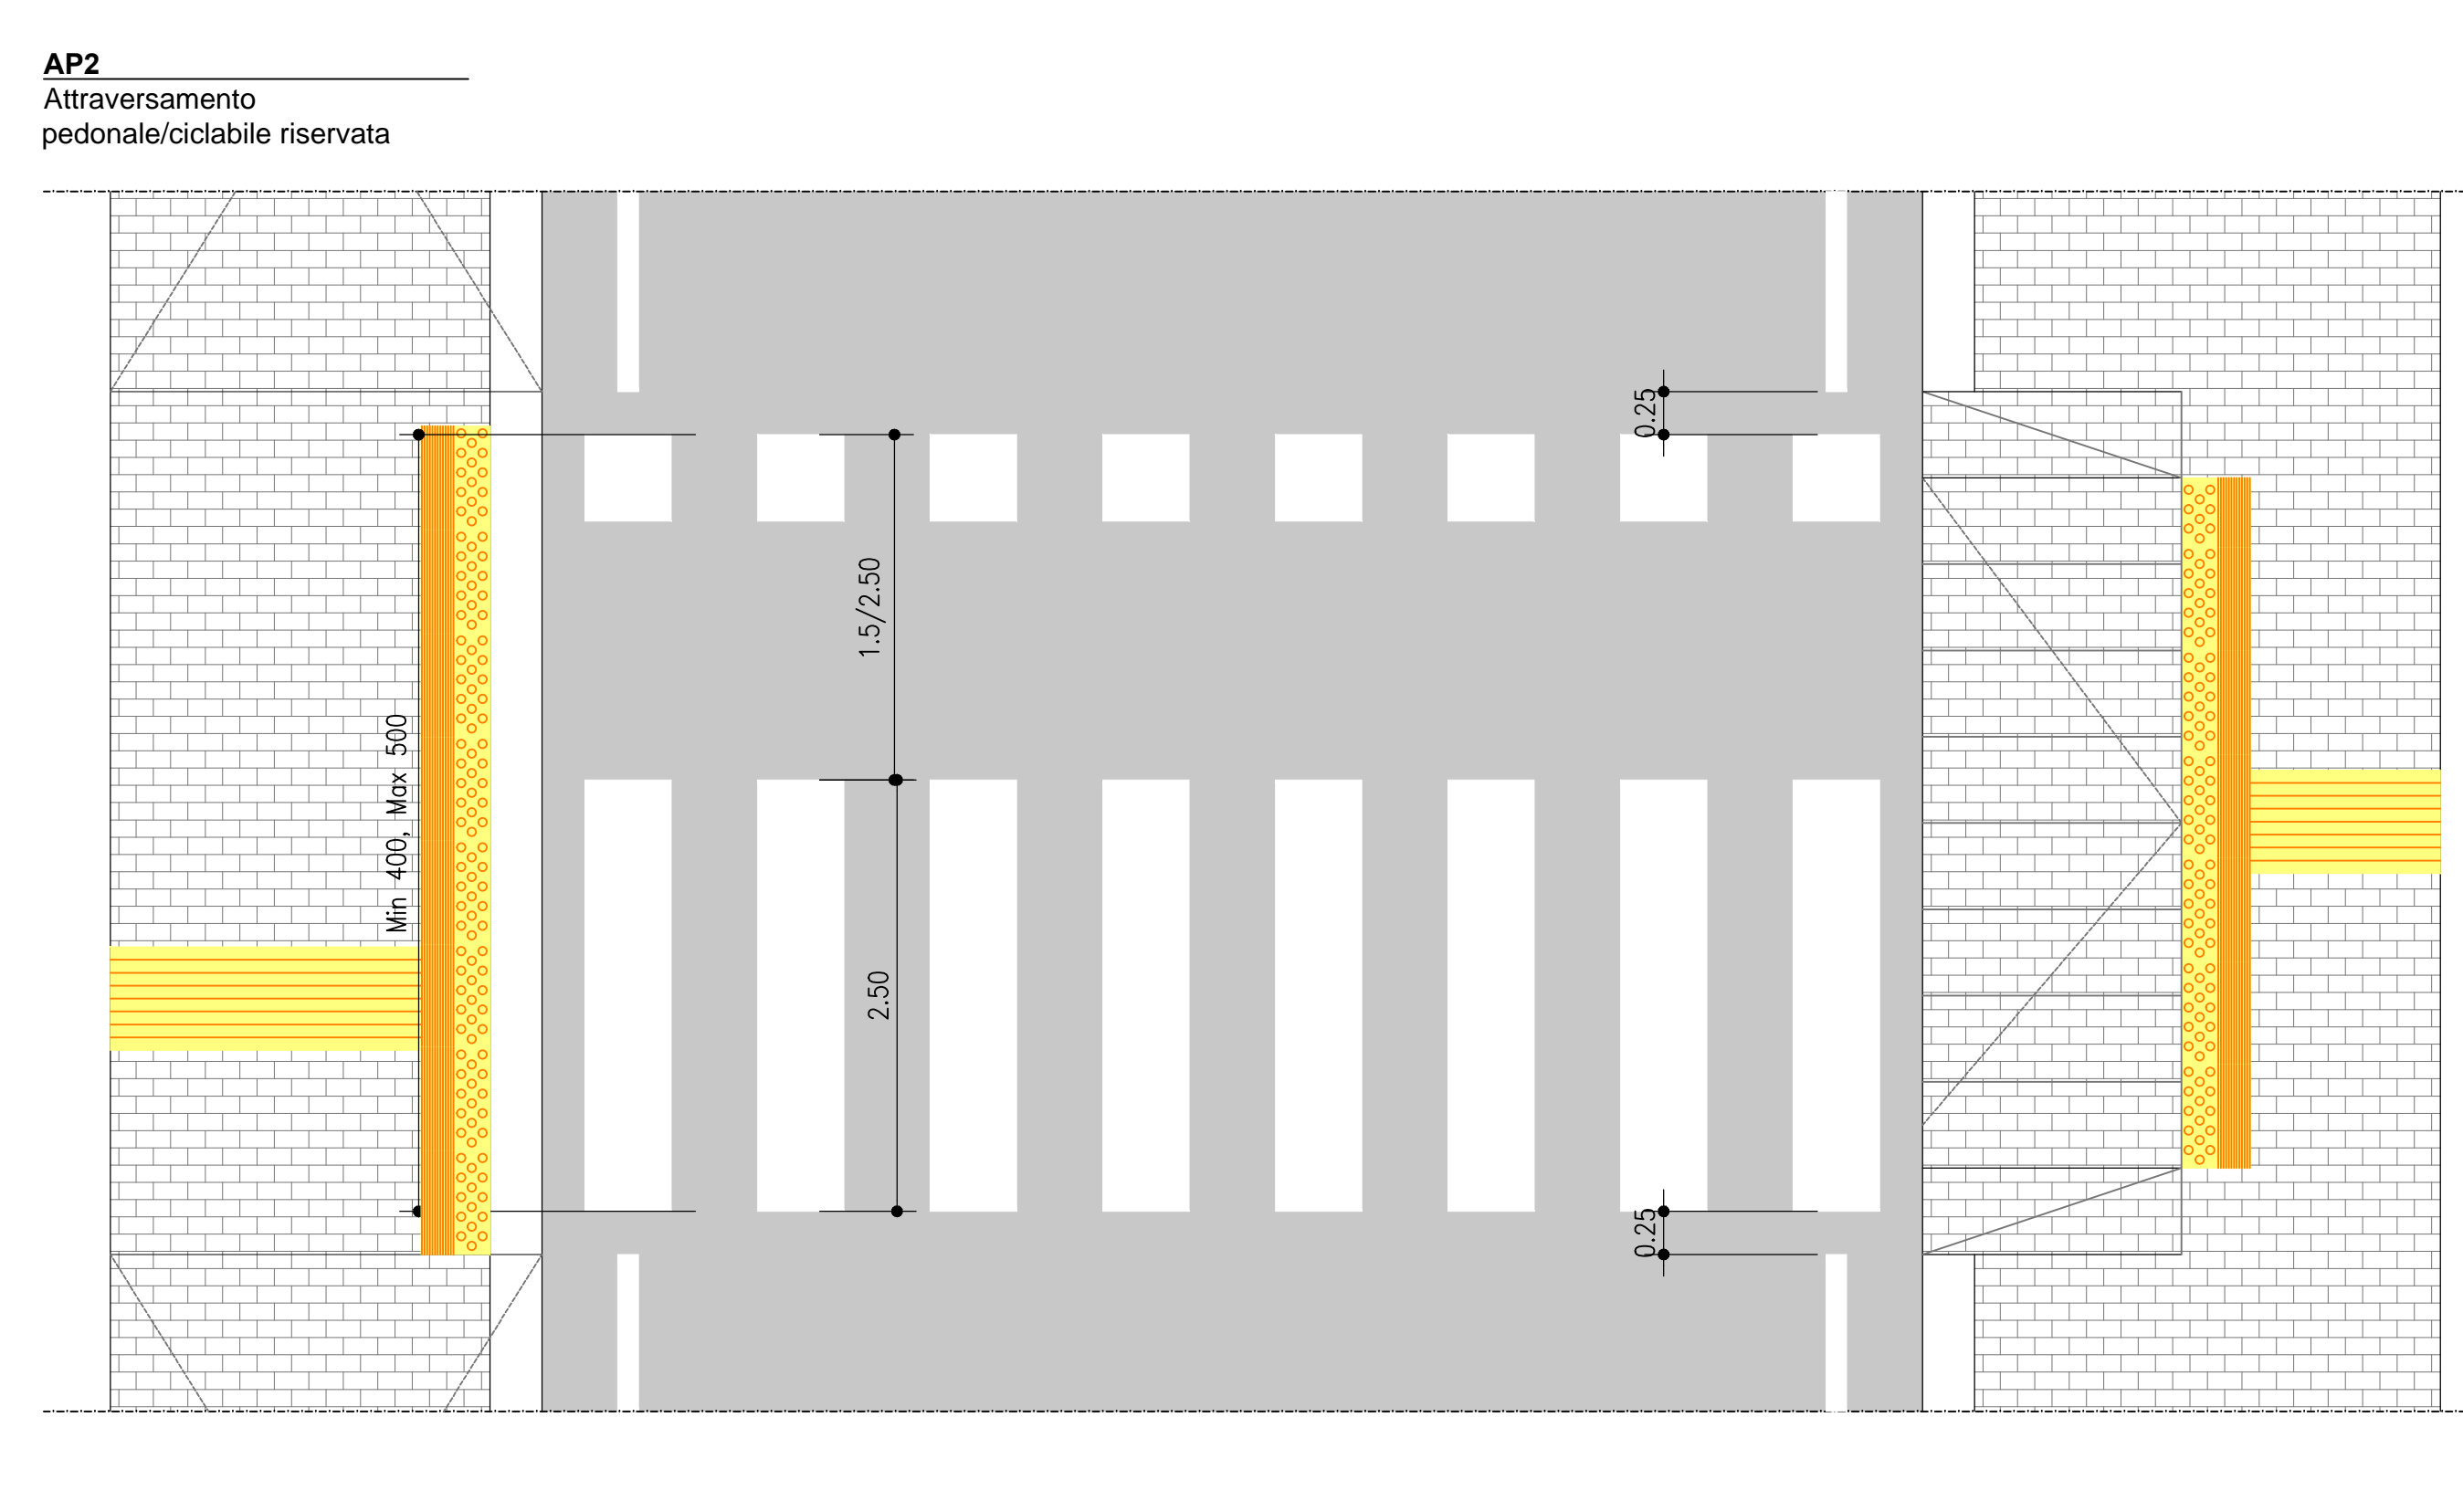 AP2
Attraversamento
pedonale/ciclabile riservata
0.25
1.5/2.50
Min 400, Max 500
2.50
0.25